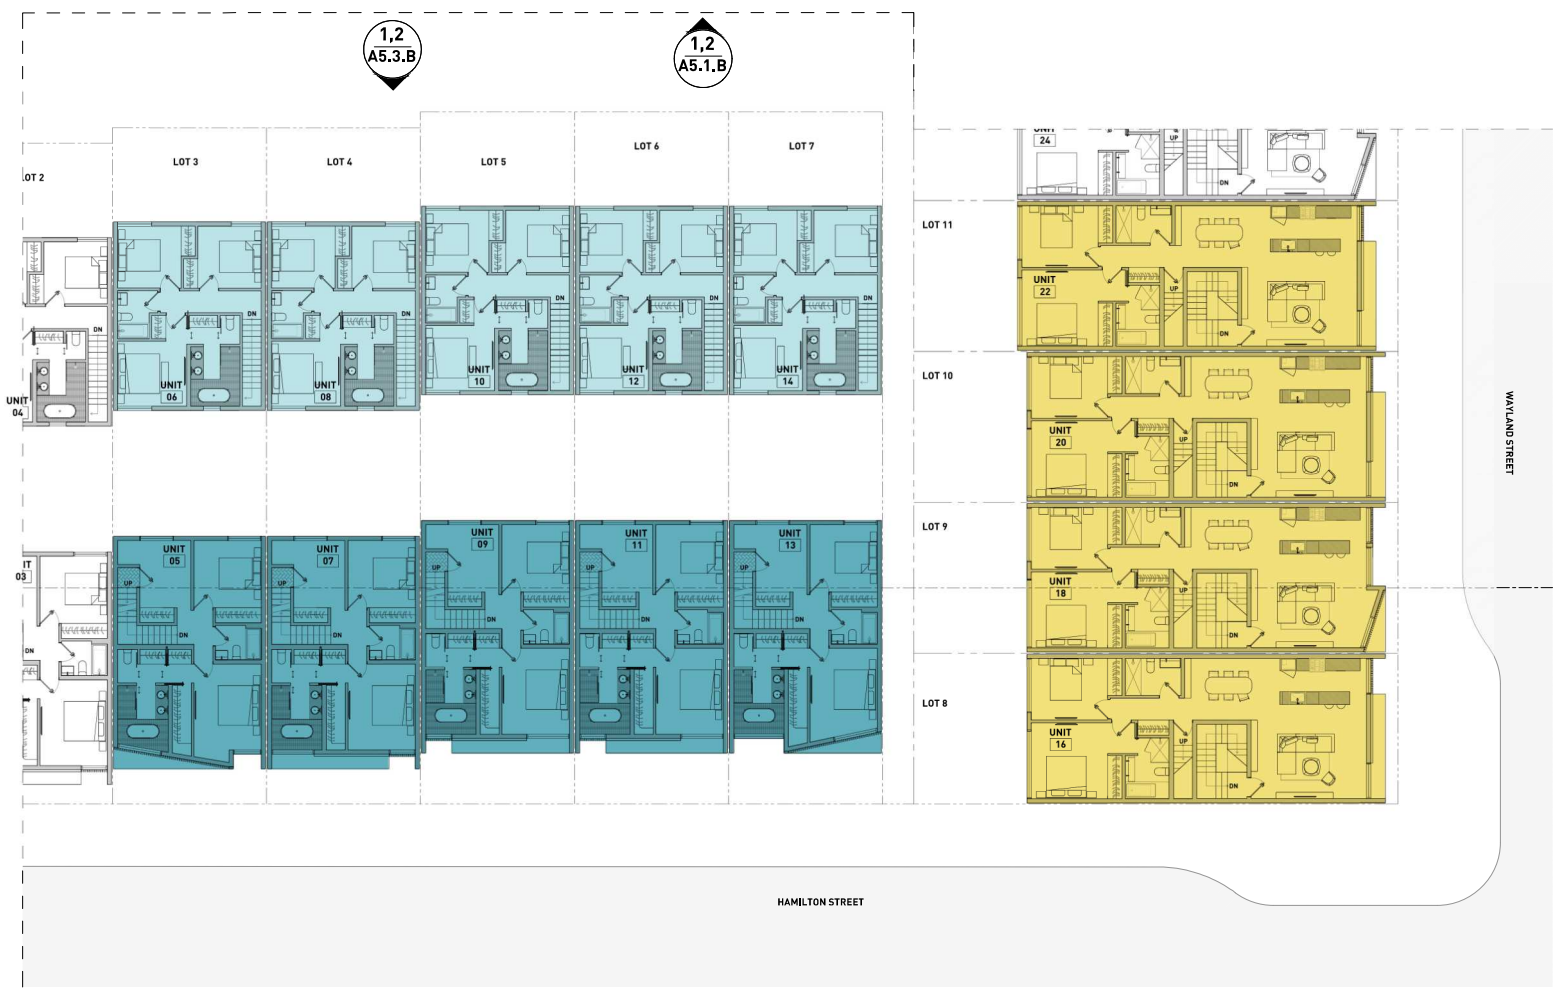 1,2
A5.3.B
1,2
A5.1.B
LOT 3
LOT 4
LOT 5
LOT 6
LOT 7
LOT 2
UNIT
24
UP
DN
LOT 11
UNIT
22
UP
DN
DN
DN
DN
DN
DN
DN
UNIT
04
UNIT
06
UNIT
08
UNIT
10
UNIT
12
UNIT
14
LOT 10
UNIT
20
UP
DN
WAYLAND STREET
LOT 9
UNIT
18
UP
DN
IT
03
UNIT
05
UNIT
07
UNIT
09
UNIT
11
UNIT
13
UP
UP
UP
UP
UP
DN
DN
DN
DN
DN
DN
LOT 8
UNIT
16
UP
DN
HAMILTON STREET